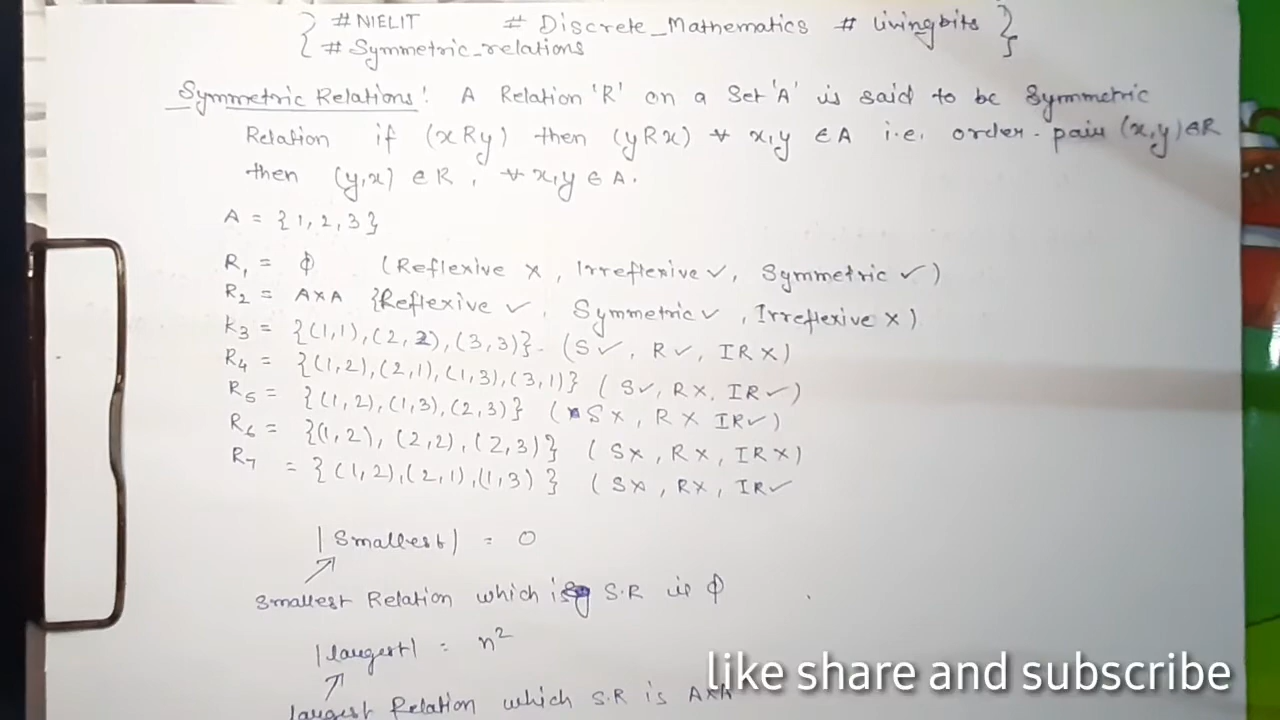 { #NIELIT # Discrete_Mathematics # livingbits }
{ # Symmetric_relations }
Symmetric Relations: A Relation 'R' on a Set 'A' is said to be Symmetric
Relation if (xRy) then (yRx) ∀ x,y ∈ A i.e. order-pair (x,y) ∈ R
then (y,x) ∈ R, ∀ x,y ∈ A.
A = {1, 2, 3}
R₁ = ϕ (Reflexive ×, Irreflexive ✓, Symmetric ✓)
R₂ = A×A {Reflexive ✓, Symmetric ✓, Irreflexive ×)
R₃ = {(1,1), (2,2), (3,3)}. (S ✓, R ✓, IR ×)
R₄ = {(1,2), (2,1), (1,3), (3,1)} (S ✓, R ×, IR ✓)
R₅ = {(1,2), (1,3), (2,3)} (S ×, R × IR ✓)
R₆ = {(1,2), (2,2), (2,3)} (S ×, R ×, IR ×)
R₇ = {(1,2), (2,1), (1,3)} (S ×, R ×, IR ✓
|Smallest| = 0
Smallest Relation which is S.R is ϕ
|largest| = n²
largest Relation which S.R is A×A
like share and subscribe